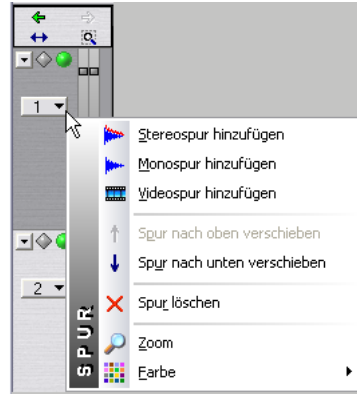 1
Stereospur hinzufügen
Monospur hinzufügen
Videospur hinzufügen
Spur nach oben verschieben
2
Spur nach unten verschieben
Spur löschen
Zoom
Farbe
SPUR